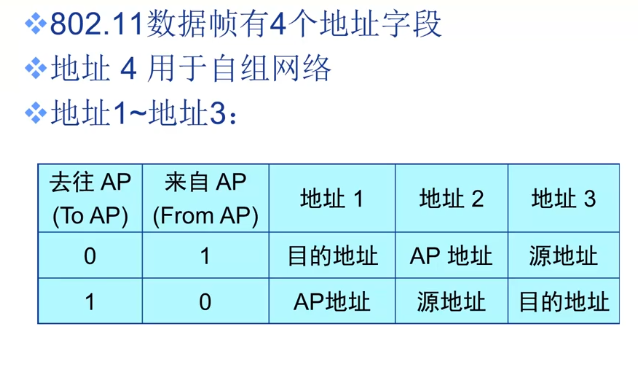 ❖802.11数据帧有4个地址字段
❖地址 4 用于自组网络
❖地址1~地址3：
去往 AP (To AP) 来自 AP (From AP) 地址 1 地址 2 地址 3
0 1 目的地址 AP 地址 源地址
1 0 AP地址 源地址 目的地址